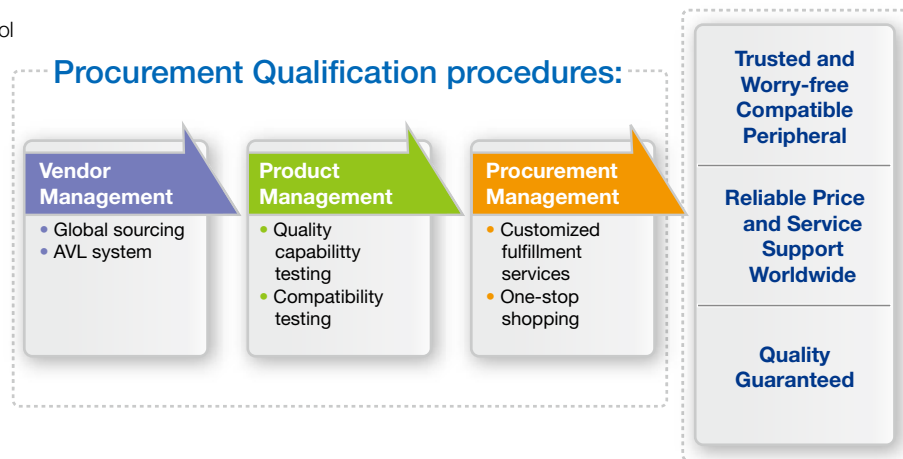 ol
Procurement Qualification procedures:
Vendor
Management
• Global sourcing
• AVL system
Product
Management
• Quality
capabilitty
testing
• Compatibility
testing
Procurement
Management
• Customized
fulfillment
services
• One-stop
shopping
Trusted and
Worry-free
Compatible
Peripheral
Reliable Price
and Service
Support
Worldwide
Quality
Guaranteed